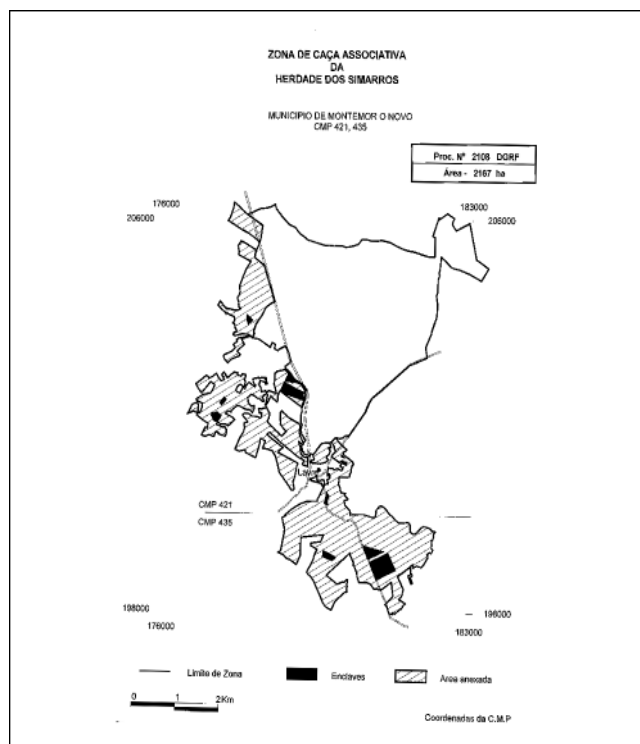 ZONA DE CAÇA ASSOCIATIVA
DA
HERDADE DOS SIMARROS
MUNICIPIO DE MONTEMOR O NOVO
CMP 421, 435
Proc. Nº 2108 DGRF
Área - 2167 ha
176000
206000
183000
206000
CMP 421
CMP 435
198000
176000
198000
183000
Limite de Zona
Enclaves
Área anexada
0 1 2Km
Coordenadas da C.M.P